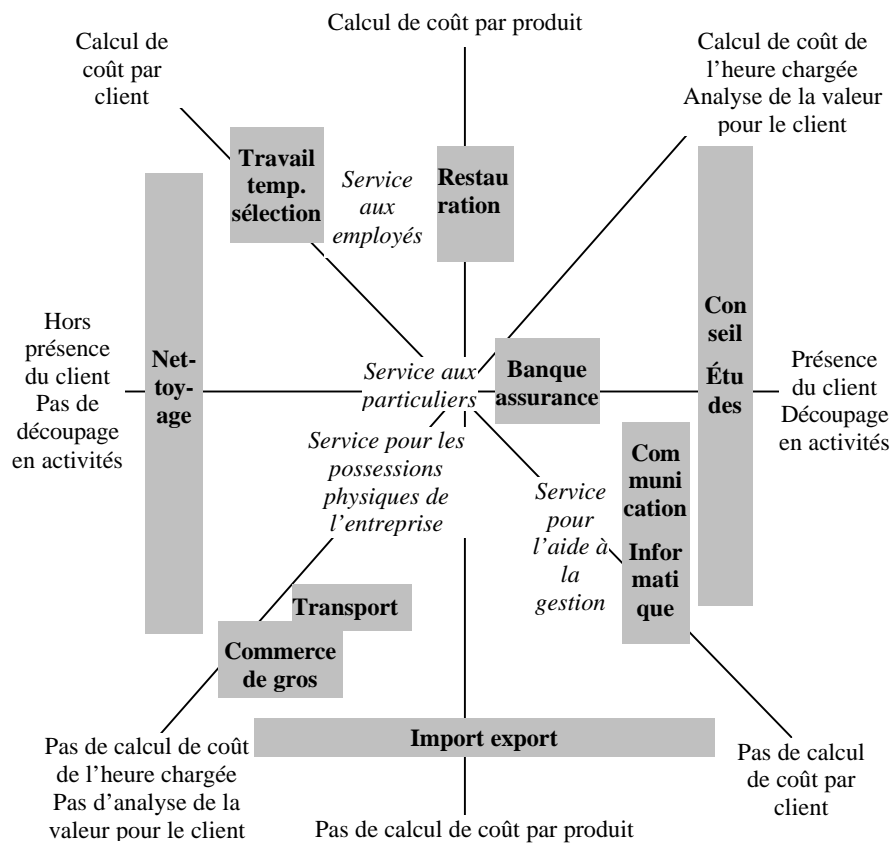 Calcul de coût par produit
Calcul de
coût par
client
Calcul de coût de
l’heure chargée
Analyse de la valeur
pour le client
Travail
temp.
sélection
Service
aux
employés
Restau
ration
Hors
présence
du client
Pas de
découpage
en activités
Net-
toy-
age
Service aux
particuliers
Banque
assurance
Con
seil
Étu
des
Présence
du client
Découpage
en activités
Service pour les
possessions
physiques de
l’entreprise
Service
pour
l’aide à
la
gestion
Com
muni
cation
Infor
mati
que
Transport
Commerce
de gros
Import export
Pas de calcul de coût
de l’heure chargée
Pas d’analyse de la
valeur pour le client
Pas de calcul de coût par produit
Pas de calcul
de coût par
client